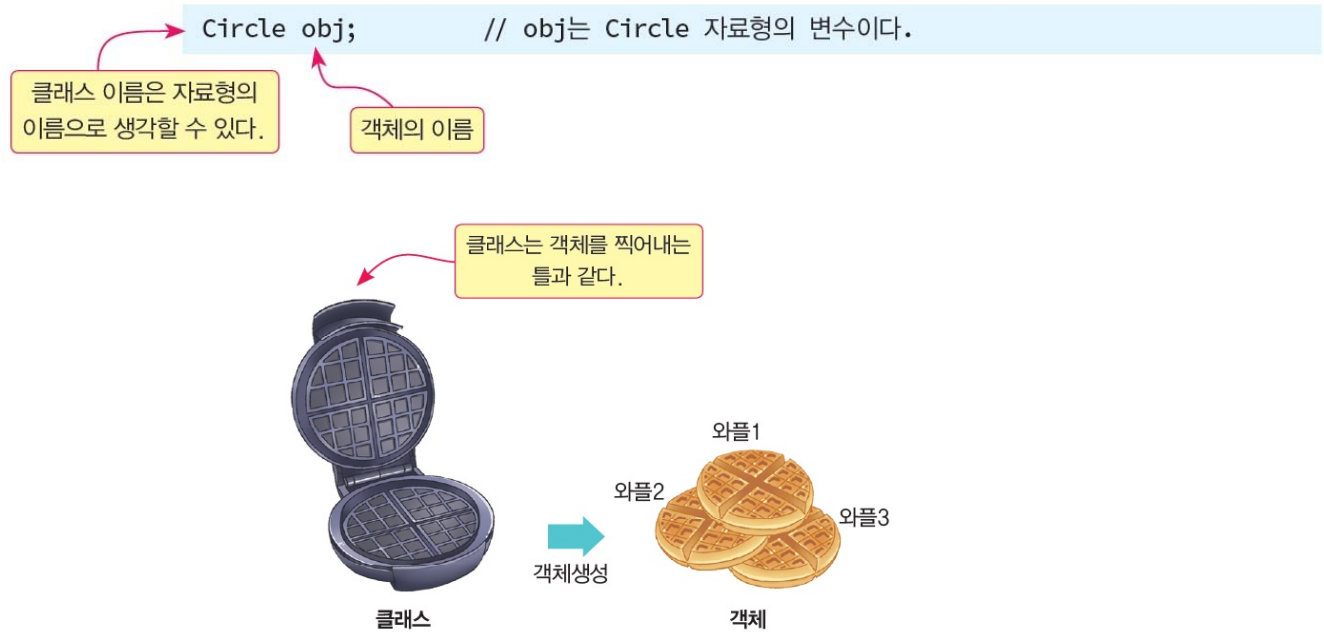 Circle obj; // obj는 Circle 자료형의 변수이다.
클래스 이름은 자료형의
이름으로 생각할 수 있다.
객체의 이름
클래스는 객체를 찍어내는
틀과 같다.
와플1
와플2
와플3
객체생성
클래스
객체